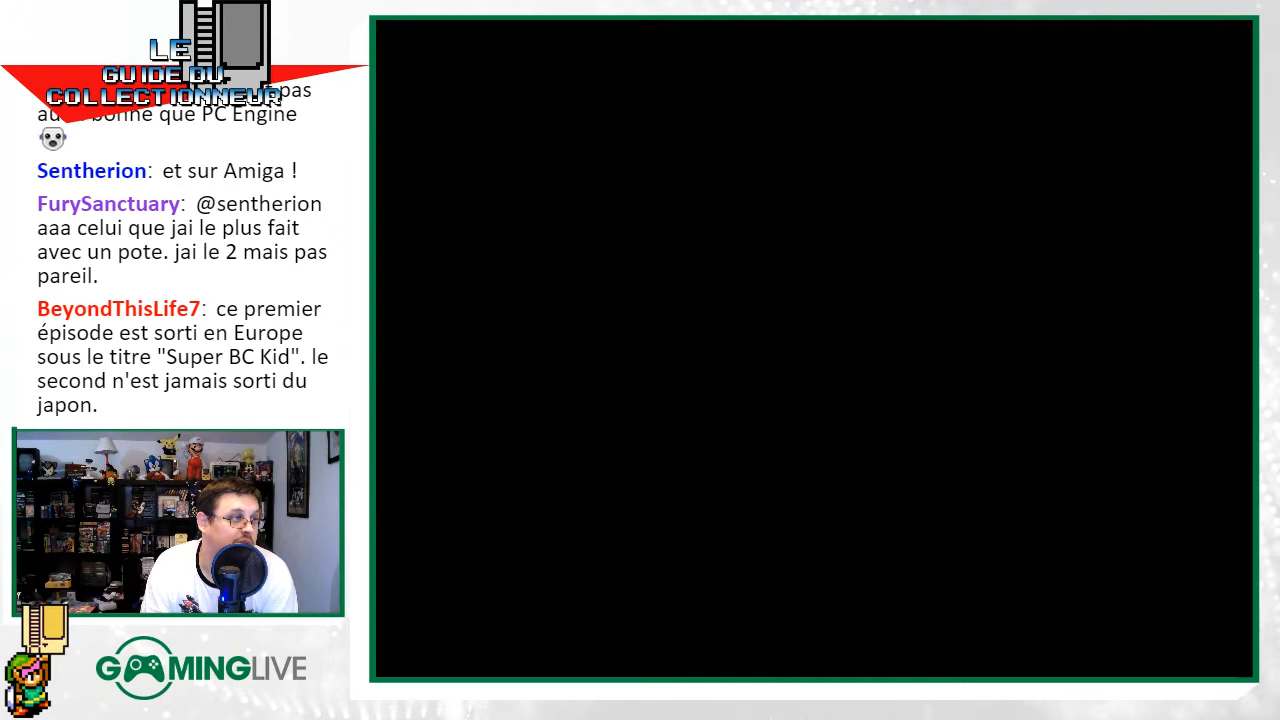 LE
GUIDE DU
COLLECTIONNEUR
pas
bonne que PC Engine
Sentherion: et sur Amiga !
FurySanctuary: @sentherion
aaa celui que jai le plus fait
avec un pote. jai le 2 mais pas
pareil.
BeyondThisLife7: ce premier
épisode est sorti en Europe
sous le titre "Super BC Kid". le
second n'est jamais sorti du
japon.
GAMINGLIVE